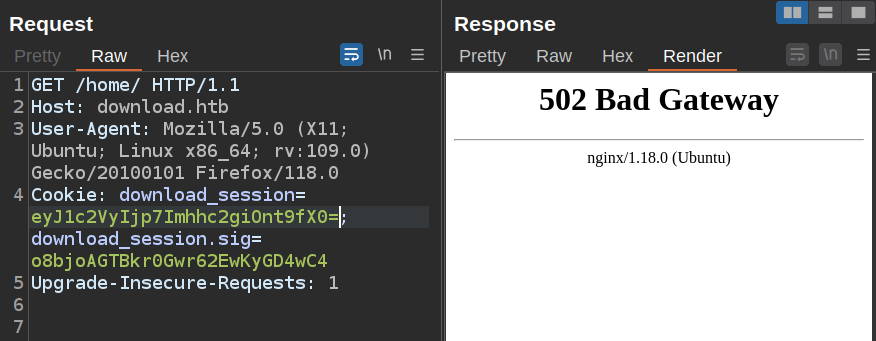 Request
Response
Pretty Raw Hex \n
Pretty Raw Hex Render \n
1 GET /home/ HTTP/1.1
2 Host: download.htb
3 User-Agent: Mozilla/5.0 (X11;
Ubuntu; Linux x86_64; rv:109.0)
Gecko/20100101 Firefox/118.0
4 Cookie: download_session=
eyJ1c2VyIjp7Imhhc2giOnt9fX0=;
download_session.sig=
o8bjoAGTBkr0Gwr62EwKyGD4wC4
5 Upgrade-Insecure-Requests: 1
6
7
502 Bad Gateway
nginx/1.18.0 (Ubuntu)